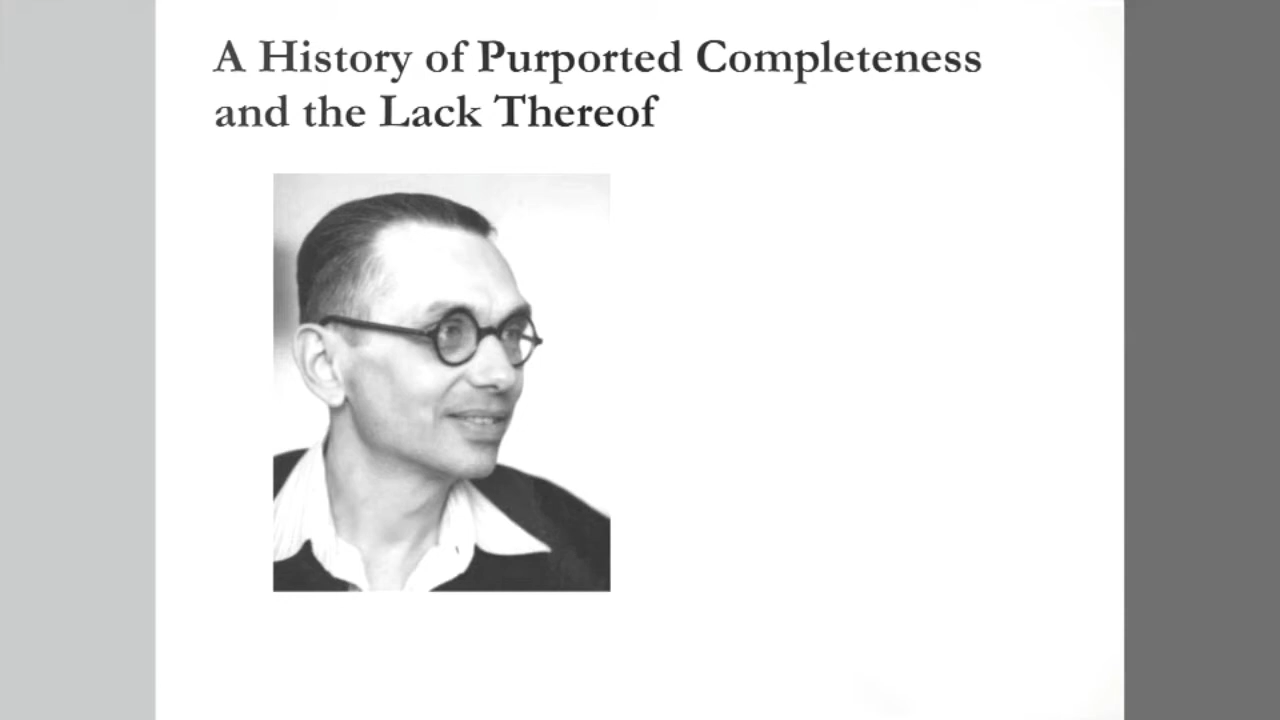 A History of Purported Completeness
and the Lack Thereof